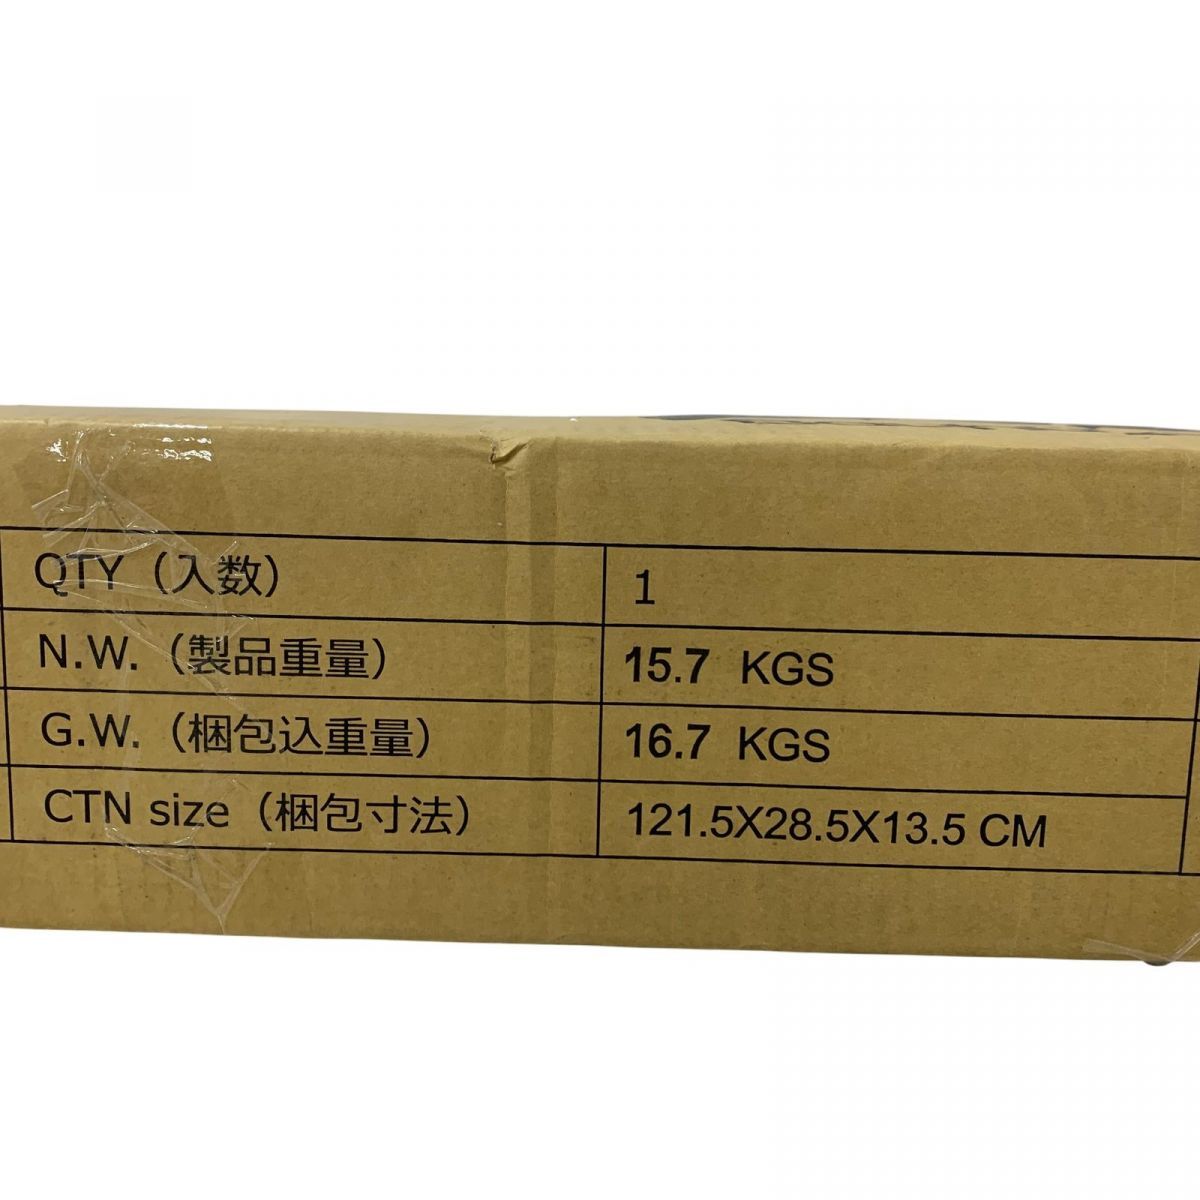 QTY（入数） 1
N.W.（製品重量） 15.7 KGS
G.W.（梱包込重量） 16.7 KGS
CTN size（梱包寸法） 121.5X28.5X13.5 CM